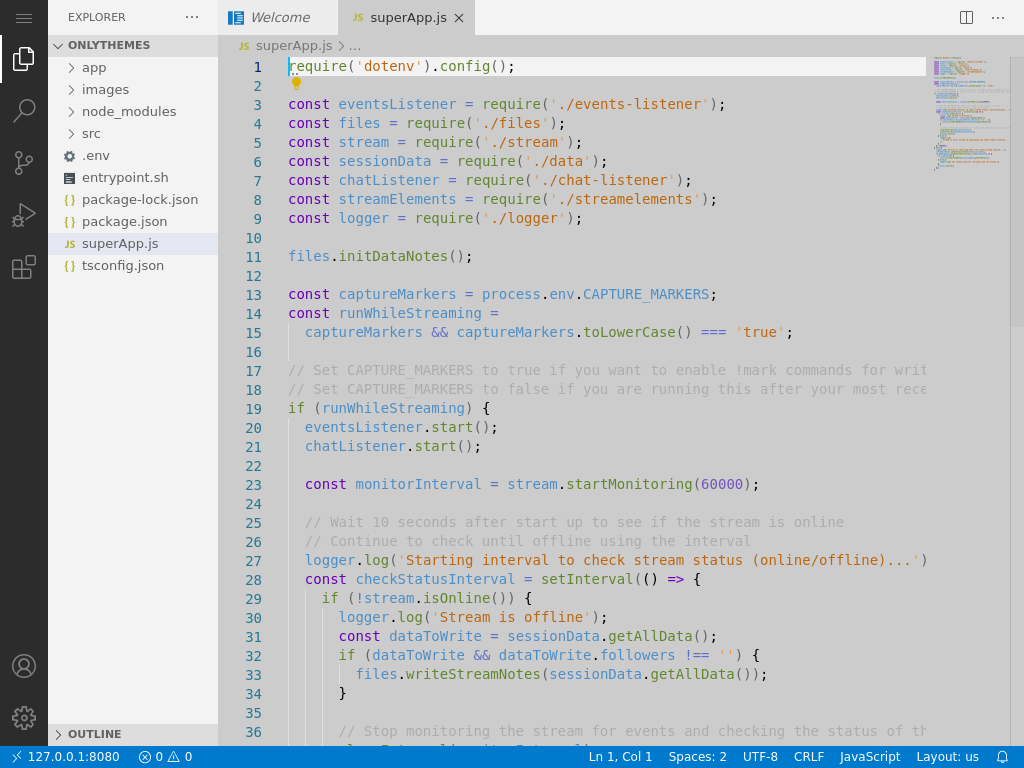 EXPLORER
Welcome
JS superApp.js
ONLYTHEMES
app
images
node_modules
src
.env
entrypoint.sh
{} package-lock.json
{} package.json
JS superApp.js
{} tsconfig.json
OUTLINE
JS superApp.js > ...
1 require('dotenv').config();
2
3 const eventsListener = require('./events-listener');
4 const files = require('./files');
5 const stream = require('./stream');
6 const sessionData = require('./data');
7 const chatListener = require('./chat-listener');
8 const streamElements = require('./streamelements');
9 const logger = require('./logger');
10
11 files.initDataNotes();
12
13 const captureMarkers = process.env.CAPTURE_MARKERS;
14 const runWhileStreaming =
15 captureMarkers && captureMarkers.toLowerCase() === 'true';
16
17 // Set CAPTURE_MARKERS to true if you want to enable !mark commands for writ
18 // Set CAPTURE_MARKERS to false if you are running this after your most rece
19 if (runWhileStreaming) {
20 eventsListener.start();
21 chatListener.start();
22
23 const monitorInterval = stream.startMonitoring(60000);
24
25 // Wait 10 seconds after start up to see if the stream is online
26 // Continue to check until offline using the interval
27 logger.log('Starting interval to check stream status (online/offline)...')
28 const checkStatusInterval = setInterval(() => {
29 if (!stream.isOnline()) {
30 logger.log('Stream is offline');
31 const dataToWrite = sessionData.getAllData();
32 if (dataToWrite && dataToWrite.followers !== '') {
33 files.writeStreamNotes(sessionData.getAllData());
34 }
35
36 // Stop monitoring the stream for events and checking the status of th
127.0.0.1:8080 0 0 Ln 1, Col 1 Spaces: 2 UTF-8 CRLF JavaScript Layout: us